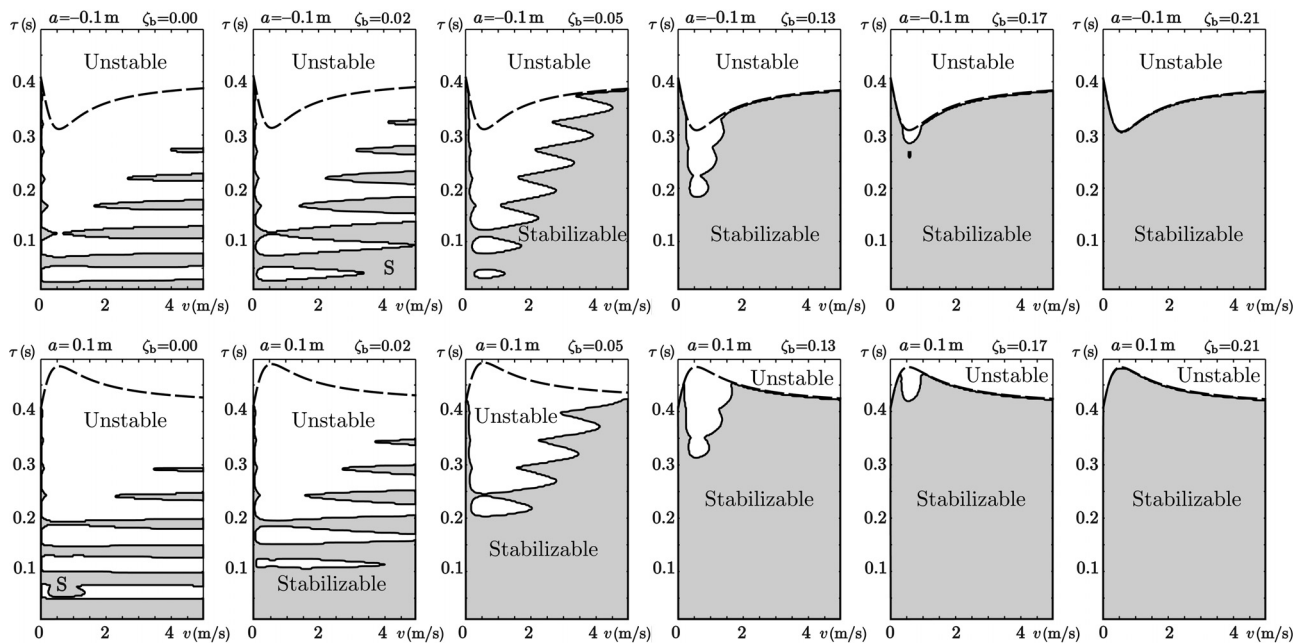 τ (s) a=−0.1 m ζb=0.00 τ (s) a=−0.1 m ζb=0.02 τ (s) a=−0.1 m ζb=0.05 τ (s) a=−0.1 m ζb=0.13 τ (s) a=−0.1 m ζb=0.17 τ (s) a=−0.1 m ζb=0.21
Unstable Unstable Unstable Unstable Unstable Unstable
0.4 0.4 0.4 0.4 0.4 0.4
0.3 0.3 0.3 0.3 0.3 0.3
0.2 0.2 0.2 0.2 0.2 0.2
0.1 0.1 0.1 Stabilizable 0.1 Stabilizable 0.1 Stabilizable 0.1 Stabilizable
S
0 2 4 v(m/s) 0 2 4 v(m/s) 0 2 4 v(m/s) 0 2 4 v(m/s) 0 2 4 v(m/s) 0 2 4 v(m/s)
τ (s) a=0.1 m ζb=0.00 τ (s) a=0.1 m ζb=0.02 τ (s) a=0.1 m ζb=0.05 τ (s) a=0.1 m ζb=0.13 τ (s) a=0.1 m ζb=0.17 τ (s) a=0.1 m ζb=0.21
Unstable Unstable Unstable
0.4 Unstable 0.4 Unstable 0.4 Unstable 0.4 0.4 0.4
0.3 0.3 0.3 0.3 0.3 0.3
Stabilizable Stabilizable Stabilizable
0.2 0.2 0.2 0.2 0.2 0.2
Stabilizable
0.1 0.1 0.1 0.1 0.1 0.1
S Stabilizable
0 2 4 v(m/s) 0 2 4 v(m/s) 0 2 4 v(m/s) 0 2 4 v(m/s) 0 2 4 v(m/s) 0 2 4 v(m/s)